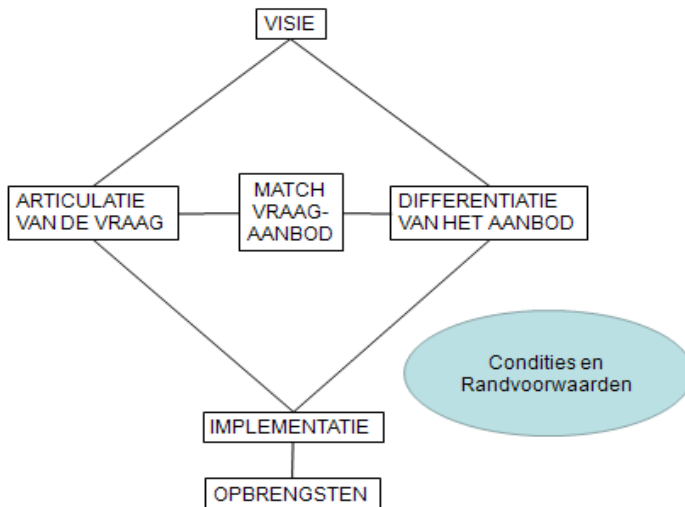 VISIE
ARTICULATIE
VAN DE VRAAG
MATCH
VRAAG-
AANBOD
DIFFERENTIATIE
VAN HET AANBOD
Condities en
Randvoorwaarden
IMPLEMENTATIE
OPBRENGSTEN